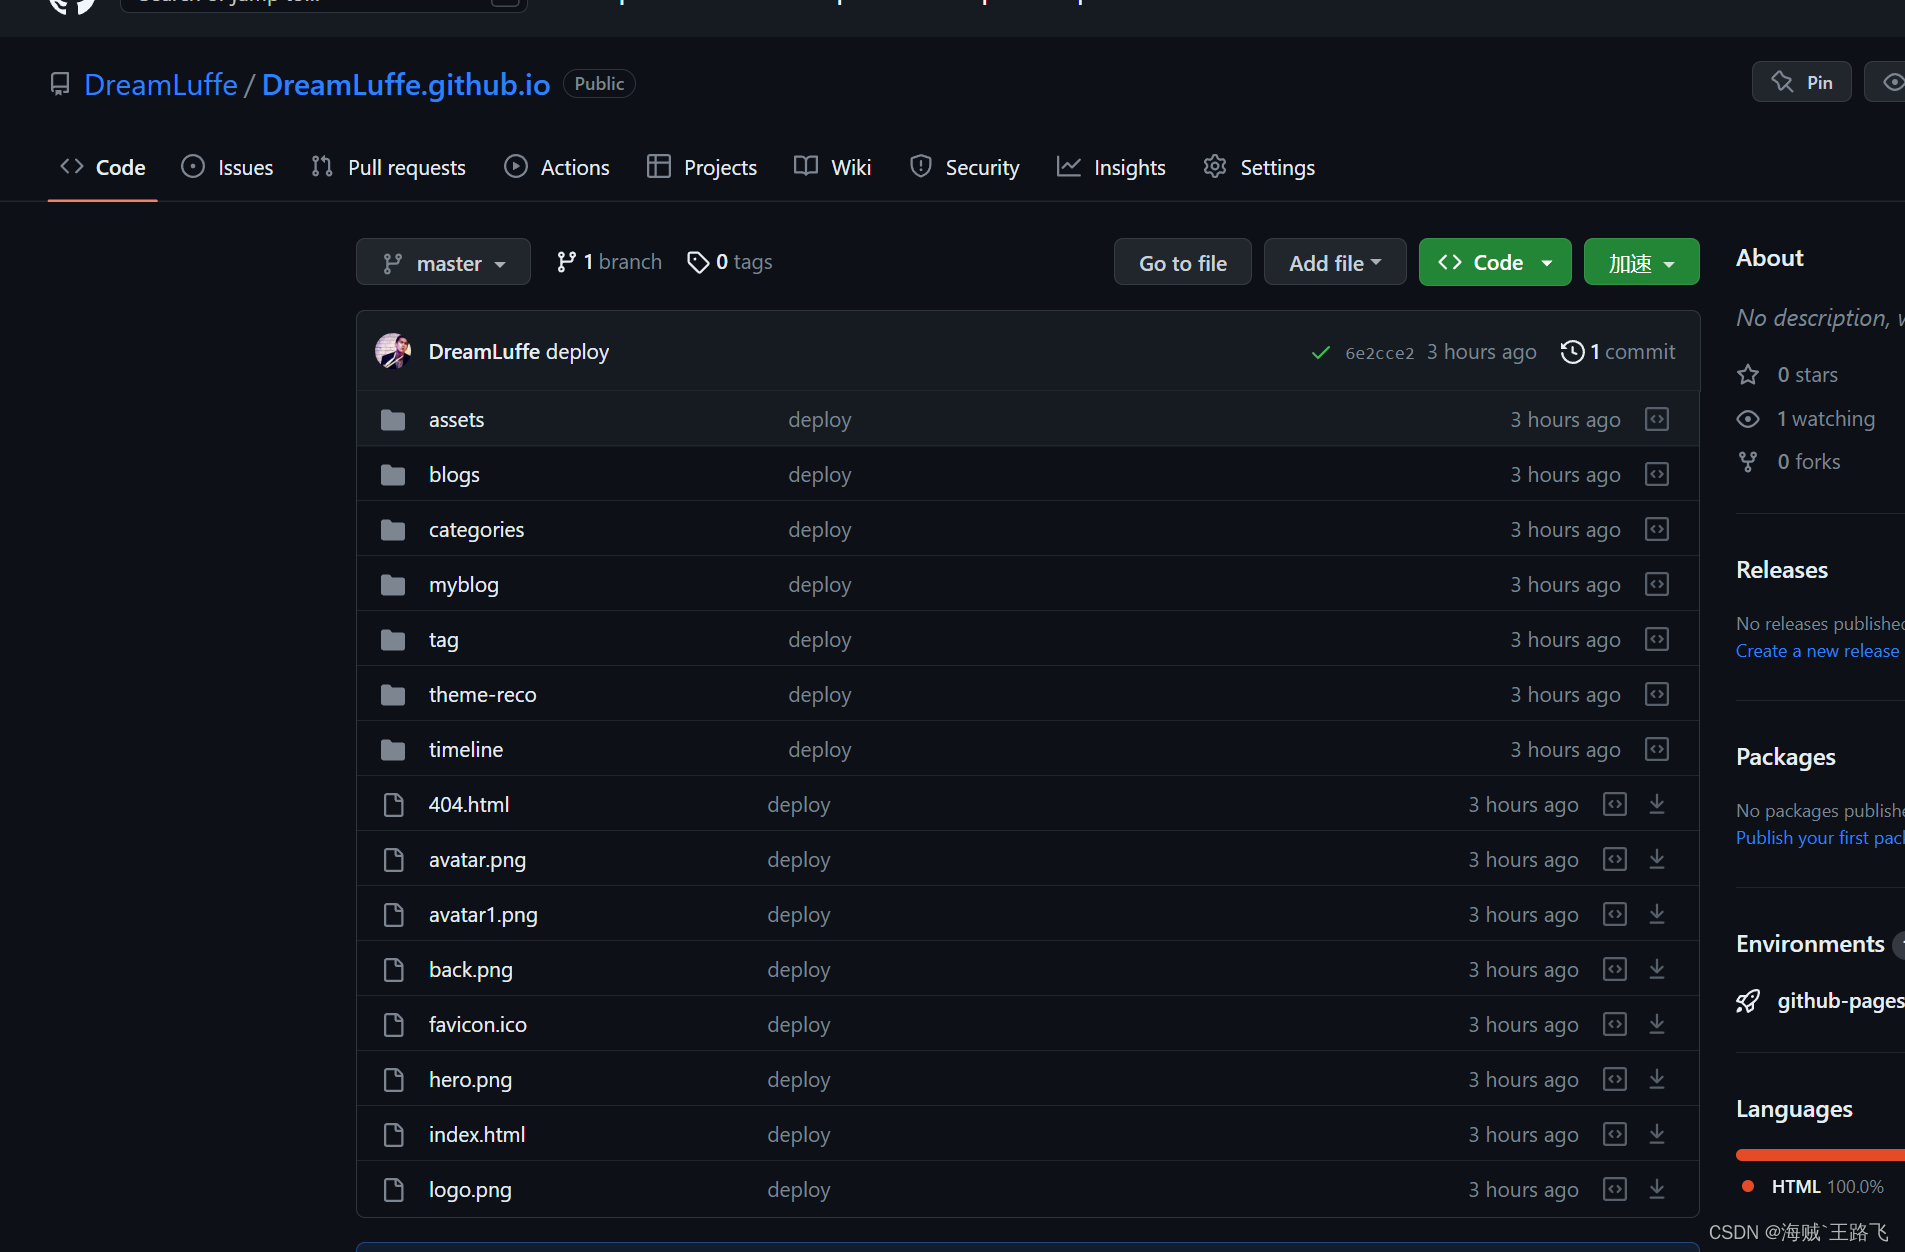 DreamLuffe / DreamLuffe.github.io Public
Pin
Code Issues Pull requests Actions Projects Wiki Security Insights Settings
master 1 branch 0 tags Go to file Add file Code 加速
DreamLuffe deploy 6e2cce2 3 hours ago 1 commit
assets deploy 3 hours ago
blogs deploy 3 hours ago
categories deploy 3 hours ago
myblog deploy 3 hours ago
tag deploy 3 hours ago
theme-reco deploy 3 hours ago
timeline deploy 3 hours ago
404.html deploy 3 hours ago
avatar.png deploy 3 hours ago
avatar1.png deploy 3 hours ago
back.png deploy 3 hours ago
favicon.ico deploy 3 hours ago
hero.png deploy 3 hours ago
index.html deploy 3 hours ago
logo.png deploy 3 hours ago
About
No description,
0 stars
1 watching
0 forks
Releases
No releases published
Create a new release
Packages
No packages publishe
Publish your first pac
Environments
github-pages
Languages
HTML 100.0%
CSDN @海贼`王路飞